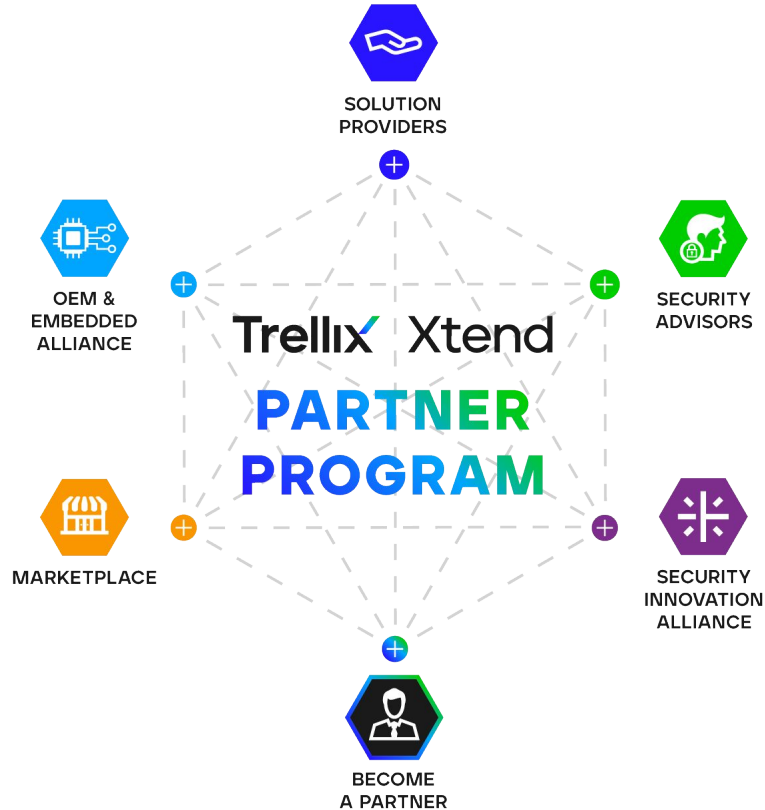 SOLUTION
PROVIDERS
OEM &
EMBEDDED
ALLIANCE
SECURITY
ADVISORS
Trellix Xtend
PARTNER
PROGRAM
MARKETPLACE
SECURITY
INNOVATION
ALLIANCE
BECOME
A PARTNER